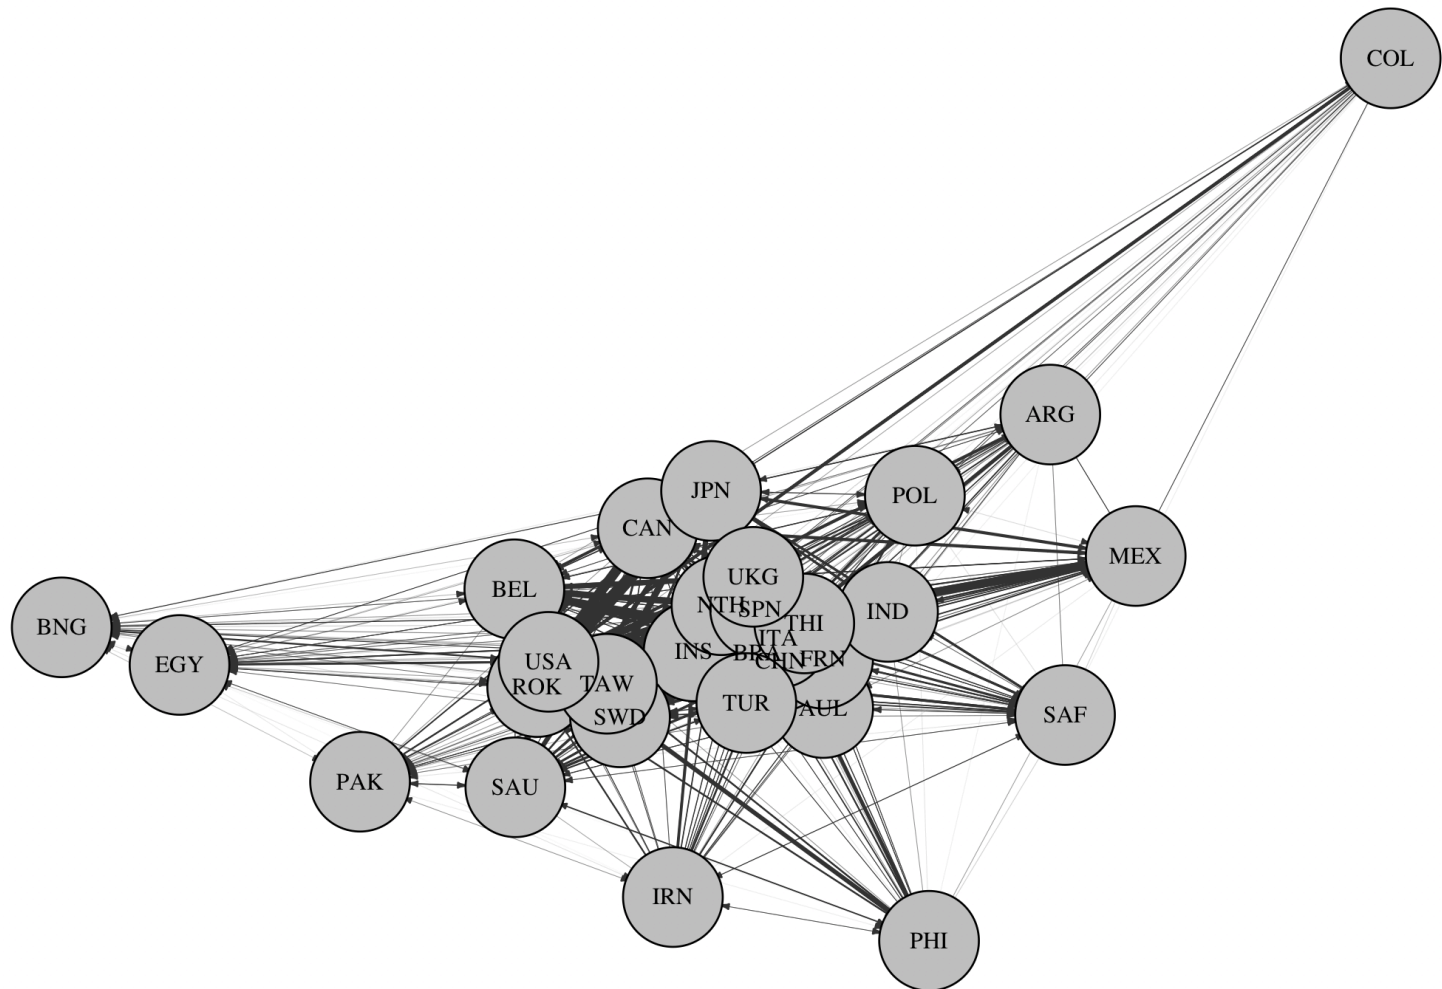 COL
ARG
JPN
POL
CAN
MEX
UKG
BEL
NTH
SPN
IND
THI
BNG
ITA
EGY
INS
BRA
CHN
FRN
USA
ROK
TAW
TUR
AUL
SWD
SAF
PAK
SAU
IRN
PHI